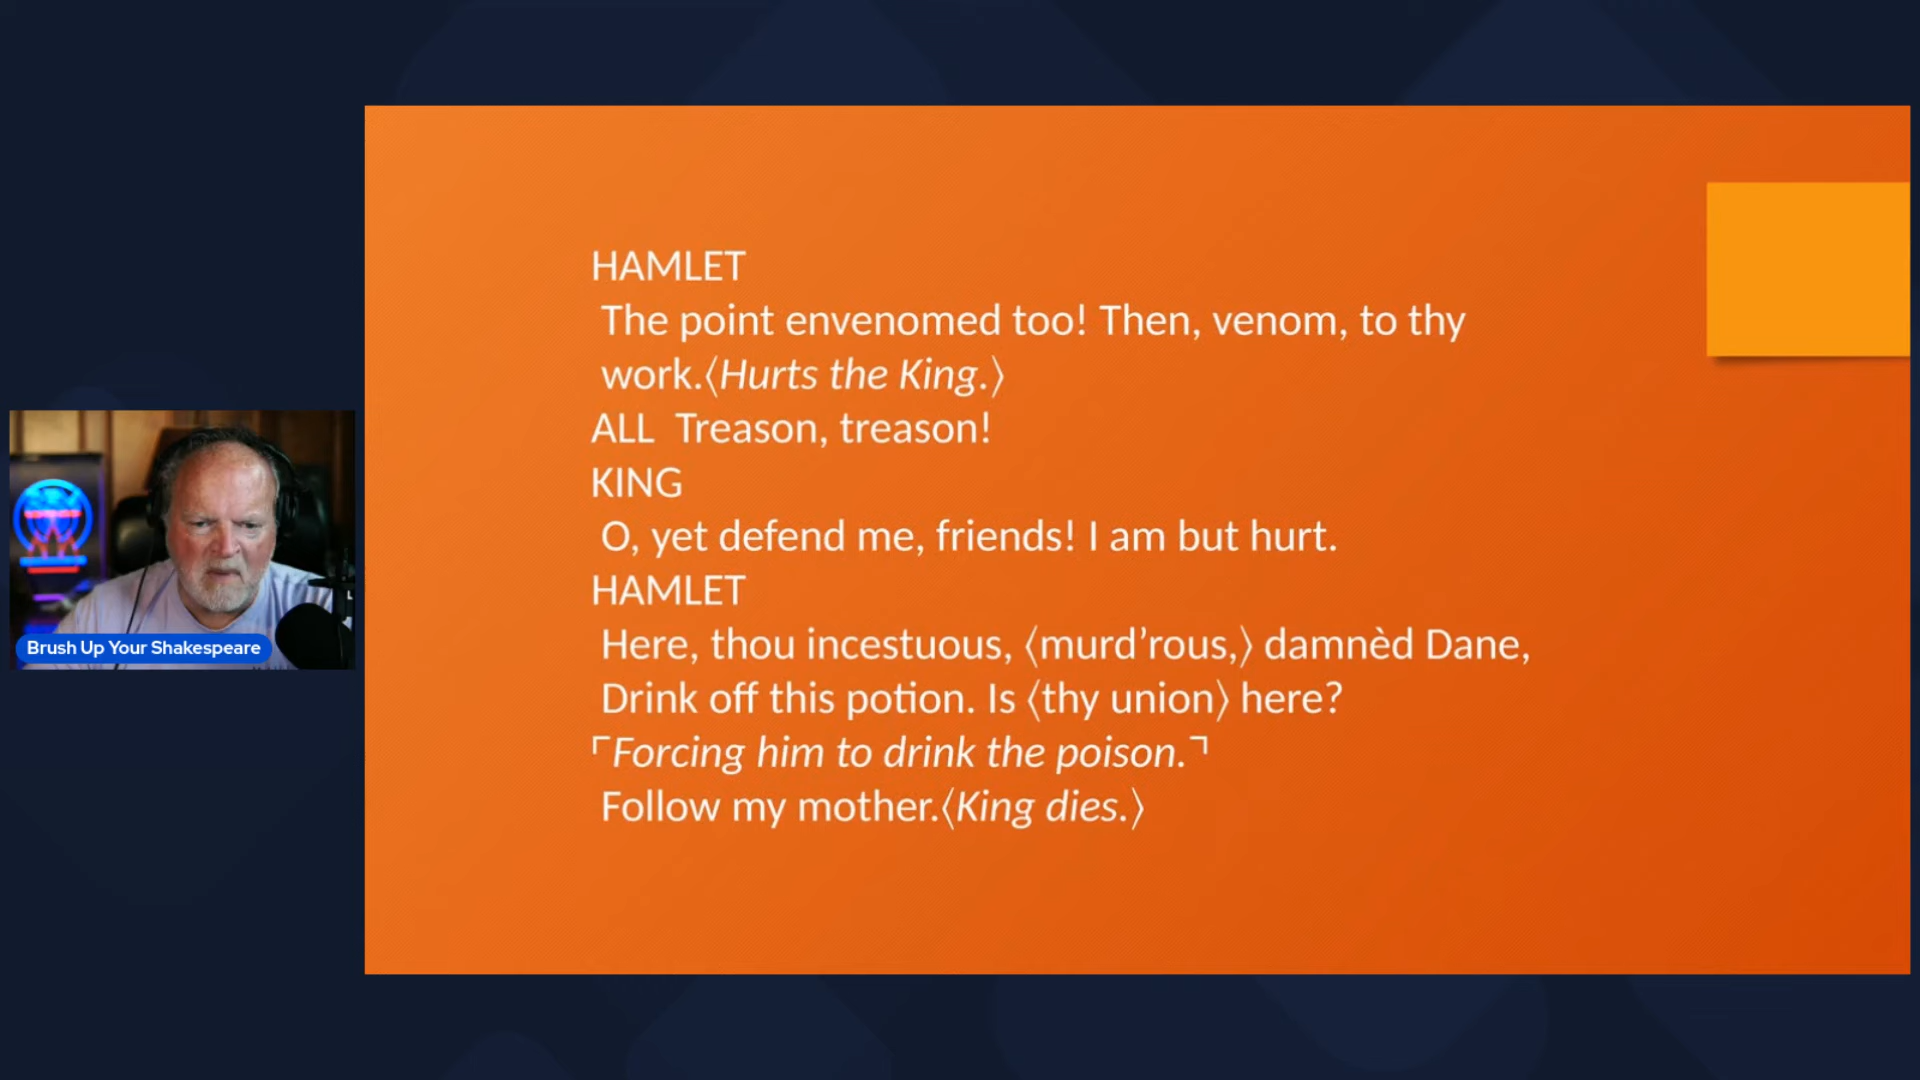 HAMLET
The point envenomed too! Then, venom, to thy
work.⟨Hurts the King.⟩
ALL  Treason, treason!
KING
O, yet defend me, friends! I am but hurt.
HAMLET
Here, thou incestuous, ⟨murd’rous,⟩ damnèd Dane,
Drink off this potion. Is ⟨thy union⟩ here?
⌜Forcing him to drink the poison.⌝
Follow my mother.⟨King dies.⟩
Brush Up Your Shakespeare